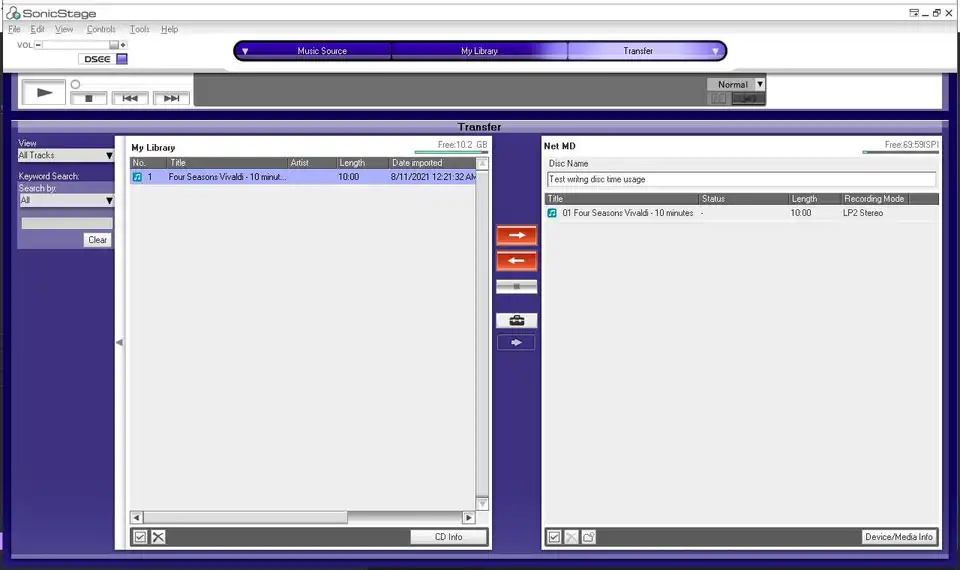 SonicStage
File Edit View Controls Tools Help
VOL
DSEE
Music Source My Library Transfer
Normal
Transfer
View
All Tracks
Keyword Search:
Search by:
All
Clear
My Library Free:10.2 GB
No. Title Artist Length Date imported
1 Four Seasons Vivaldi - 10 minut... 10:00 8/11/2021 12:21:32 AM
CD Info
Net MD Free:69:59(SP)
Disc Name
Test writng disc time usage
Title Status Length Recording Mode
01 Four Seasons Vivaldi - 10 minutes - 10:00 LP2 Stereo
Device/Media Info